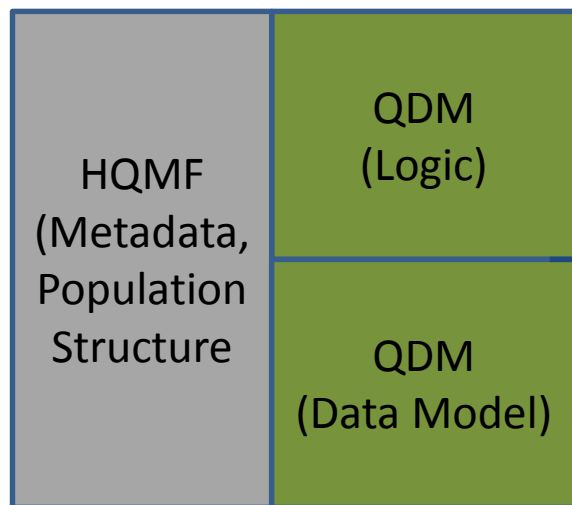 HQMF
(Metadata,
Population
Structure
QDM
(Logic)
QDM
(Data Model)